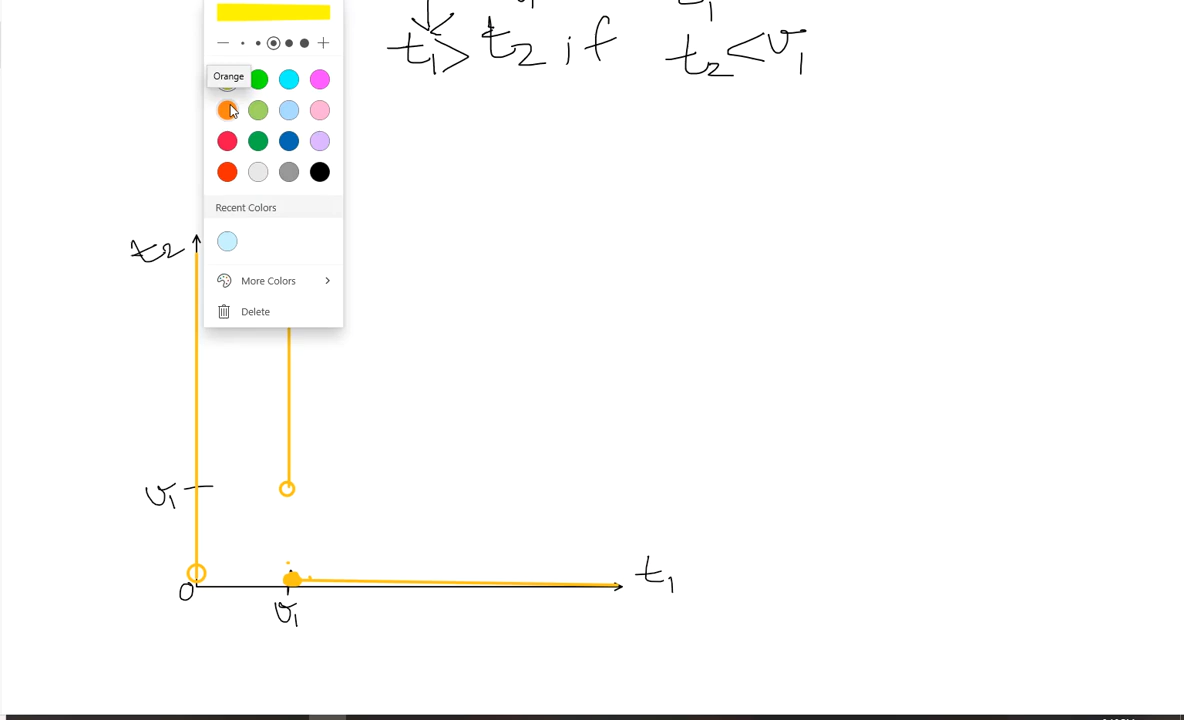 t1 > t2 if t2 < v1
Orange
Recent Colors
More Colors
Delete
t2
v1
0
v1
t1